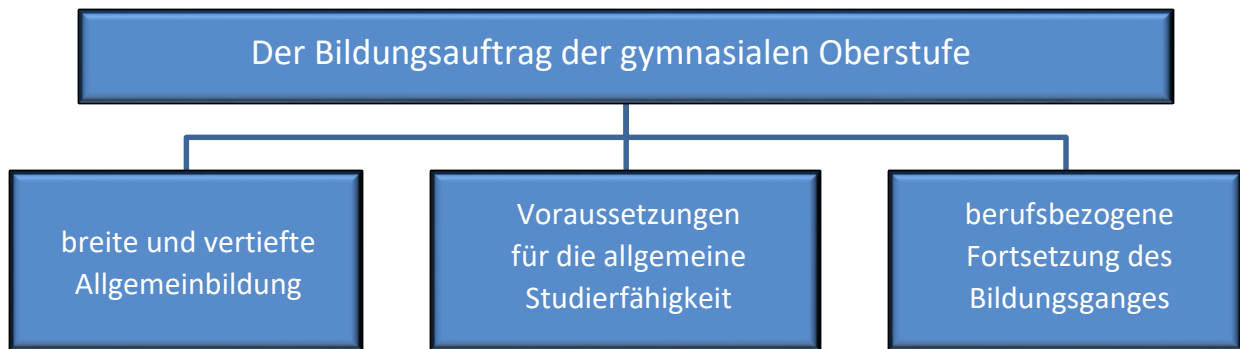 Der Bildungsauftrag der gymnasialen Oberstufe
breite und vertiefte
Allgemeinbildung
Voraussetzungen
für die allgemeine
Studierfähigkeit
berufsbezogene
Fortsetzung des
Bildungsganges